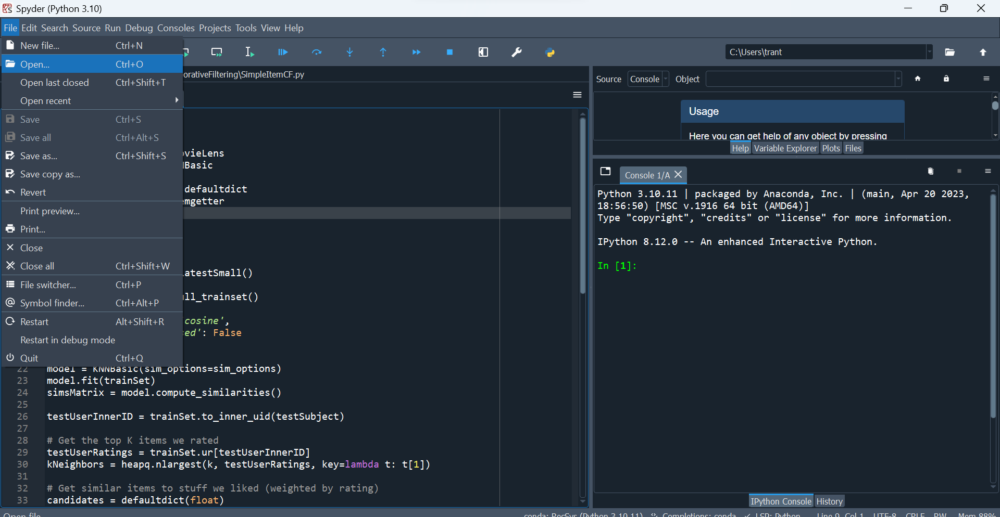 Spyder (Python 3.10)
File Edit Search Source Run Debug Consoles Projects Tools View Help
New file... Ctrl+N
Open... Ctrl+O
Open last closed Ctrl+Shift+T
Open recent
Save Ctrl+S
Save all Ctrl+Alt+S
Save as... Ctrl+Shift+S
Save copy as...
Revert
Print preview...
Print...
Close
Close all Ctrl+Shift+W
File switcher... Ctrl+P
Symbol finder... Ctrl+Alt+P
Restart Alt+Shift+R
Restart in debug mode
Quit Ctrl+Q
C:\Users\trant
orativeFiltering\SimpleItemCF.py
vieLens
Basic
defaultdict
emgetter
atestSmall()
ll_trainset()
cosine',
ed': False
22 model = KNNBasic(sim_options=sim_options)
23 model.fit(trainSet)
24 simsMatrix = model.compute_similarities()
25
26 testUserInnerID = trainSet.to_inner_uid(testSubject)
27
28 # Get the top K items we rated
29 testUserRatings = trainSet.ur[testUserInnerID]
30 kNeighbors = heapq.nlargest(k, testUserRatings, key=lambda t: t[1])
31
32 # Get similar items to stuff we liked (weighted by rating)
33 candidates = defaultdict(float)
Source Console Object
Usage
Here you can get help of any object by pressing
Help Variable Explorer Plots Files
Console 1/A
Python 3.10.11 | packaged by Anaconda, Inc. | (main, Apr 20 2023,
18:56:50) [MSC v.1916 64 bit (AMD64)]
Type "copyright", "credits" or "license" for more information.
IPython 8.12.0 -- An enhanced Interactive Python.
In [1]:
IPython Console History
Open file
conda: RecSys (Python 3.10.11) Completions: conda LSP: Python Line 9, Col 1 UTF-8 CRLF RW Mem 88%